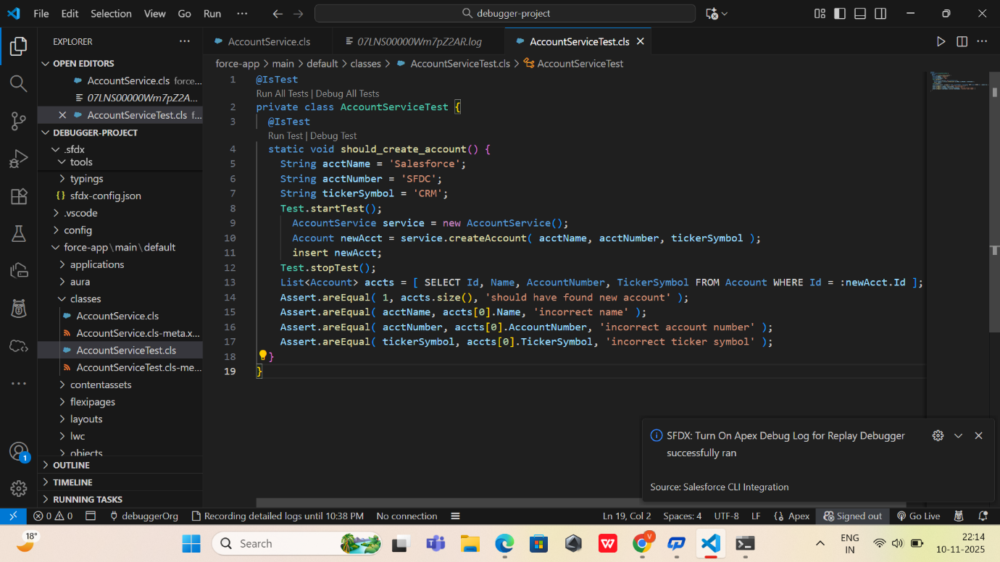 File Edit Selection View Go Run ··· debugger-project
EXPLORER ···
OPEN EDITORS
AccountService.cls force...
07LNS00000Wm7pZ2A...
AccountServiceTest.cls f...
DEBUGGER-PROJECT
.sfdx
tools
typings
{} sfdx-config.json
.vscode
config
force-app\main\default
applications
aura
classes
AccountService.cls
AccountService.cls-meta.x...
AccountServiceTest.cls
AccountServiceTest.cls-me...
contentassets
flexipages
layouts
lwc
objects
OUTLINE
TIMELINE
RUNNING TASKS
1
AccountService.cls 07LNS00000Wm7pZ2AR.log AccountServiceTest.cls
force-app > main > default > classes > AccountServiceTest.cls > AccountServiceTest
1 @IsTest
Run All Tests | Debug All Tests
2 private class AccountServiceTest {
3 @IsTest
Run Test | Debug Test
4 static void should_create_account() {
5 String acctName = 'Salesforce';
6 String acctNumber = 'SFDC';
7 String tickerSymbol = 'CRM';
8 Test.startTest();
9 AccountService service = new AccountService();
10 Account newAcct = service.createAccount( acctName, acctNumber, tickerSymbol );
11 insert newAcct;
12 Test.stopTest();
13 List<Account> accts = [ SELECT Id, Name, AccountNumber, TickerSymbol FROM Account WHERE Id = :newAcct.Id ];
14 Assert.areEqual( 1, accts.size(), 'should have found new account' );
15 Assert.areEqual( acctName, accts[0].Name, 'incorrect name' );
16 Assert.areEqual( acctNumber, accts[0].AccountNumber, 'incorrect account number' );
17 Assert.areEqual( tickerSymbol, accts[0].TickerSymbol, 'incorrect ticker symbol' );
18 }
19 }
SFDX: Turn On Apex Debug Log for Replay Debugger
successfully ran
Source: Salesforce CLI Integration
0 0 debuggerOrg Recording detailed logs until 10:38 PM No connection Ln 19, Col 2 Spaces: 4 UTF-8 LF {} Apex Signed out Go Live
18° Search ENG
IN 22:14
10-11-2025